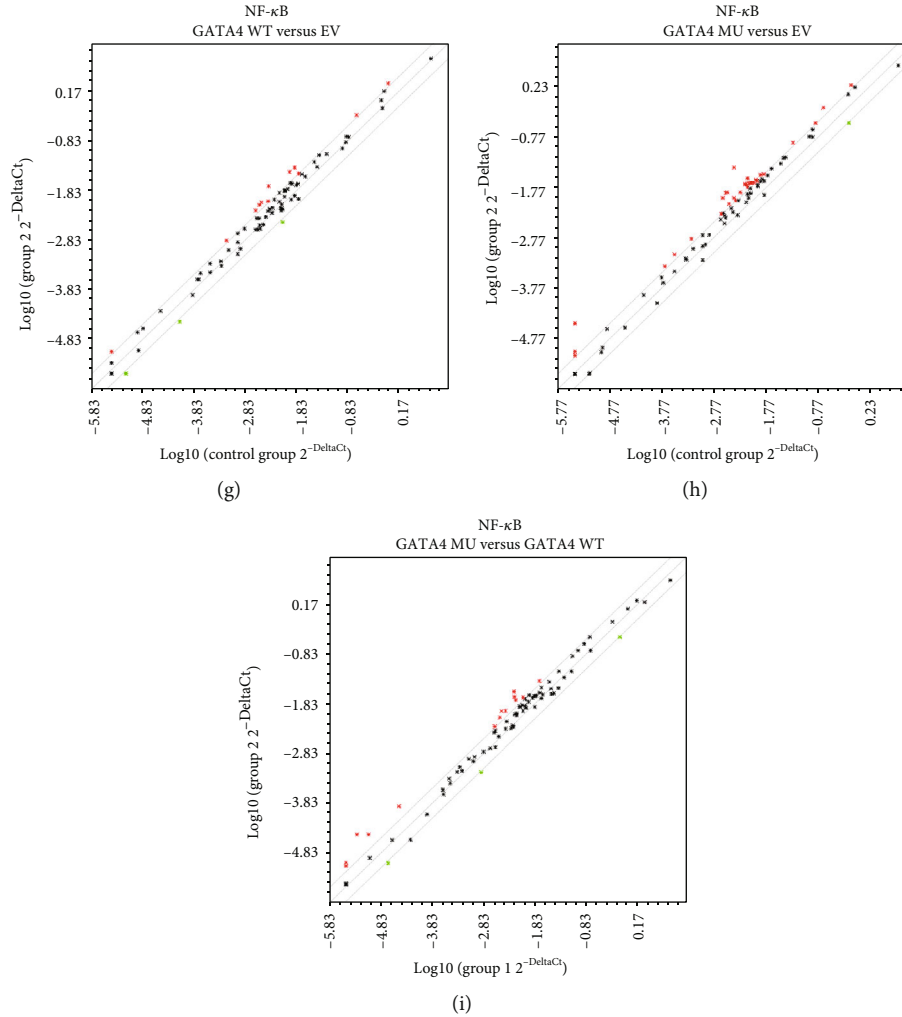 NF-κB
GATA4 WT versus EV
Log10 (group 2 2^–DeltaCt)
0.17
–0.83
–1.83
–2.83
–3.83
–4.83
–5.83
–4.83
–3.83
–2.83
–1.83
–0.83
0.17
Log10 (control group 2^–DeltaCt)
(g)
NF-κB
GATA4 MU versus EV
Log10 (group 2 2^–DeltaCt)
0.23
–0.77
–1.77
–2.77
–3.77
–4.77
–5.77
–4.77
–3.77
–2.77
–1.77
–0.77
0.23
Log10 (control group 2^–DeltaCt)
(h)
NF-κB
GATA4 MU versus GATA4 WT
Log10 (group 2 2^–DeltaCt)
0.17
–0.83
–1.83
–2.83
–3.83
–4.83
–5.83
–4.83
–3.83
–2.83
–1.83
–0.83
0.17
Log10 (group 1 2^–DeltaCt)
(i)